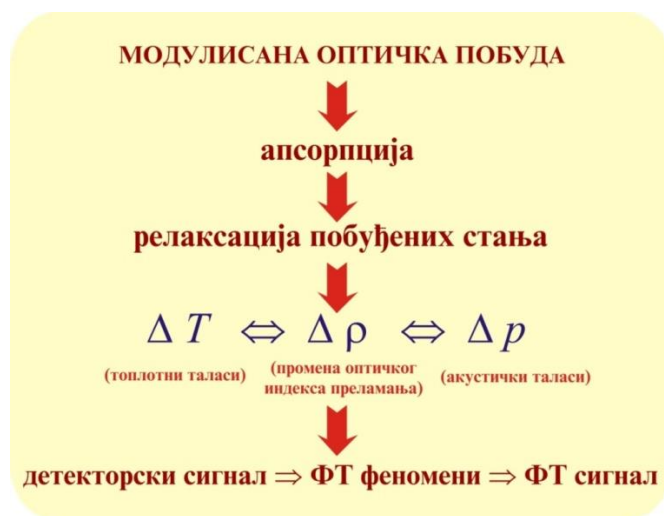 МОДУЛИСАНА ОПТИЧКА ПОБУДА
апсорпција
релаксација побуђених стања
Δ T ⇔ Δ ρ ⇔ Δ p
(топлотни таласи) (промена оптичког индекса преламања) (акустички таласи)
детекторски сигнал ⇒ ФТ феномени ⇒ ФТ сигнал